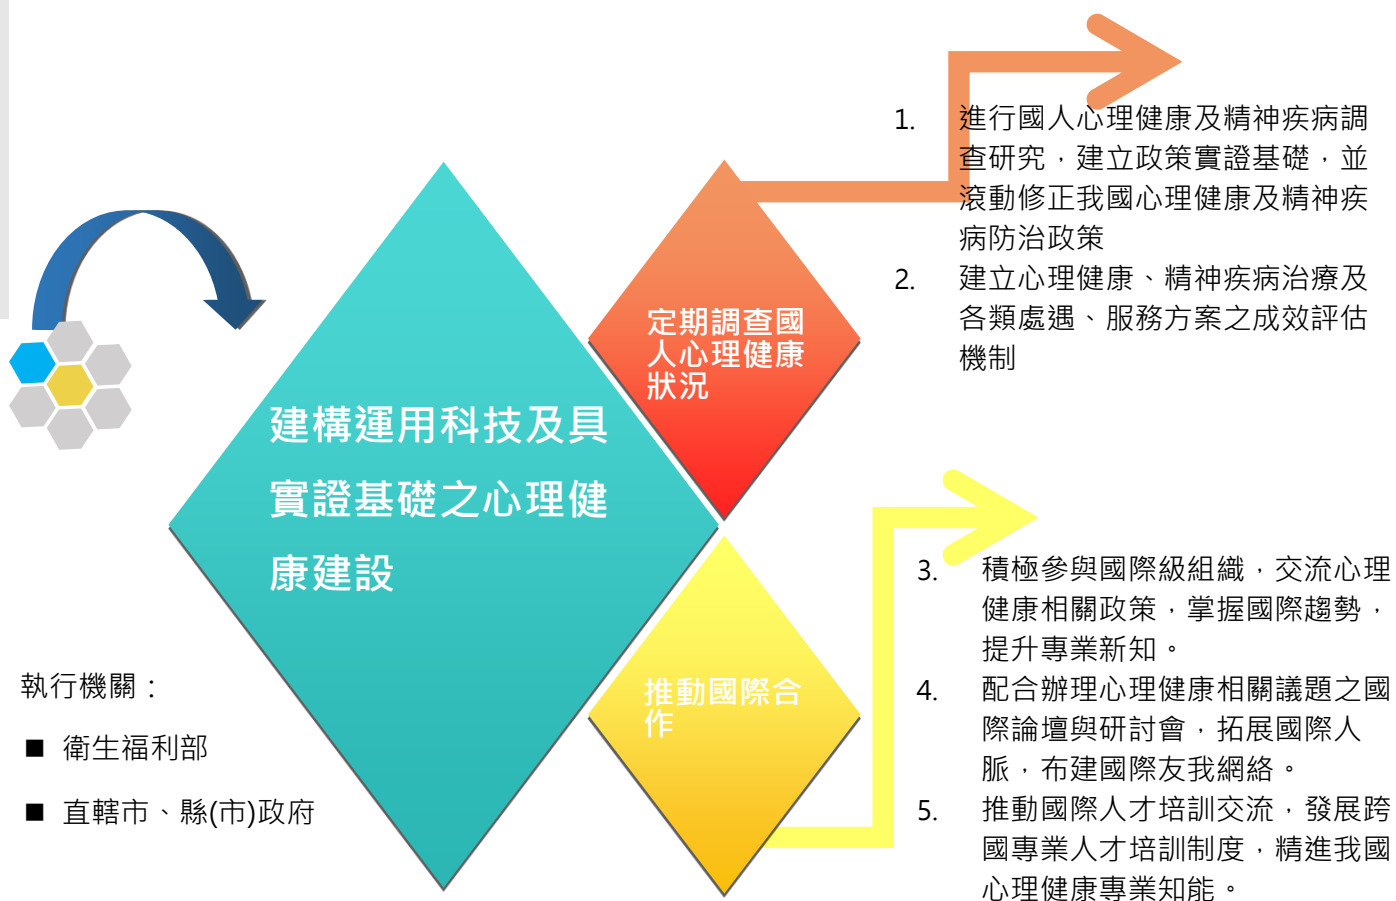 建構運用科技及具
實證基礎之心理健
康建設
定期調查國
人心理健康
狀況
1. 進行國人心理健康及精神疾病調
查研究，建立政策實證基礎，並
滾動修正我國心理健康及精神疾
病防治政策
2. 建立心理健康、精神疾病治療及
各類處遇、服務方案之成效評估
機制
推動國際合
作
3. 積極參與國際級組織，交流心理
健康相關政策，掌握國際趨勢，
提升專業新知。
4. 配合辦理心理健康相關議題之國
際論壇與研討會，拓展國際人
脈，布建國際友我網絡。
5. 推動國際人才培訓交流，發展跨
國專業人才培訓制度，精進我國
心理健康專業知能。
執行機關：
■ 衛生福利部
■ 直轄市、縣(市)政府